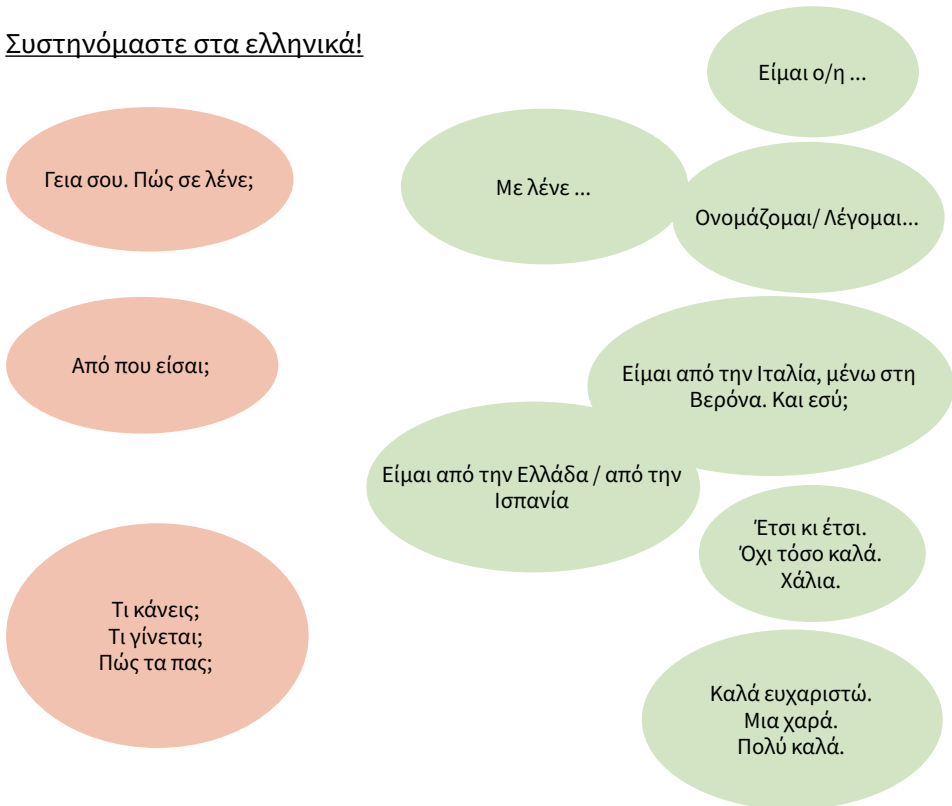 Συστηνόμαστε στα ελληνικά!
Είμαι ο/η ...
Γεια σου. Πώς σε λένε;
Με λένε ...
Ονομάζομαι/ Λέγομαι...
Από που είσαι;
Είμαι από την Ιταλία, μένω στη
Βερόνα. Και εσύ;
Είμαι από την Ελλάδα / από την
Ισπανία
Έτσι κι έτσι.
Όχι τόσο καλά.
Χάλια.
Τι κάνεις;
Τι γίνεται;
Πώς τα πας;
Καλά ευχαριστώ.
Μια χαρά.
Πολύ καλά.